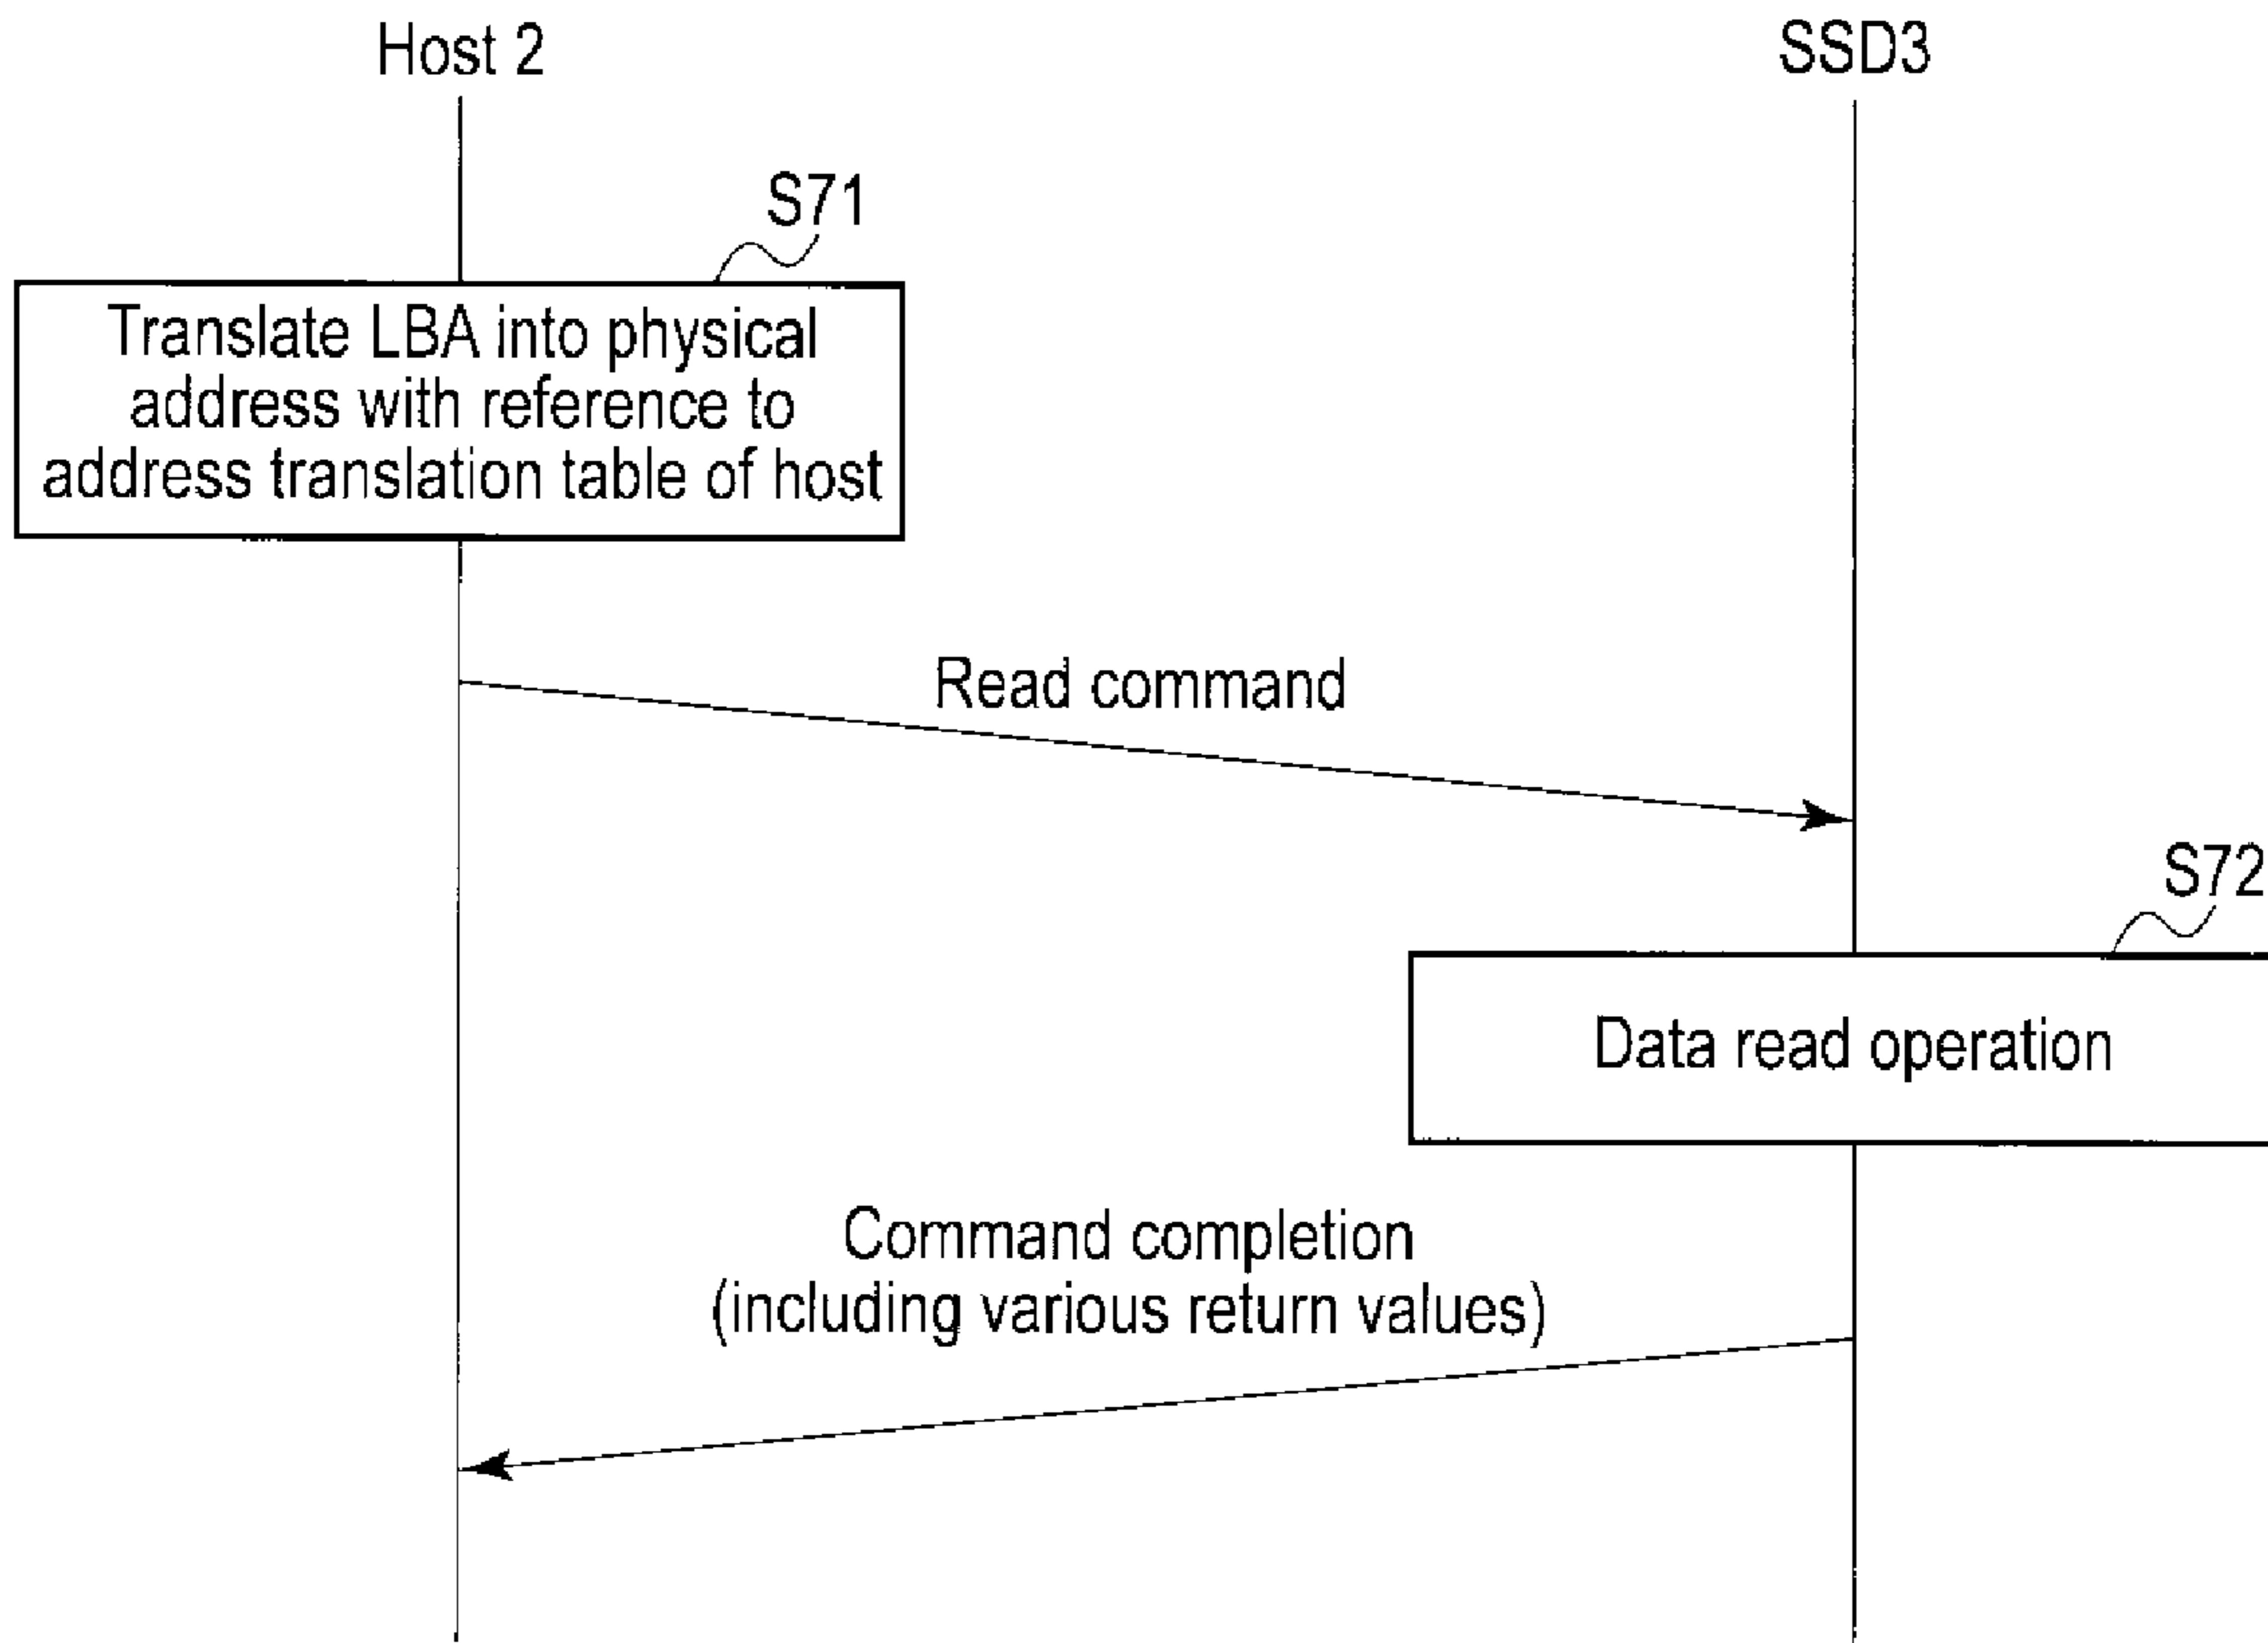 Host 2
SSD3
S71
Translate LBA into physical
address with reference to
address translation table of host
Read command
S72
Data read operation
Command completion
(including various return values)